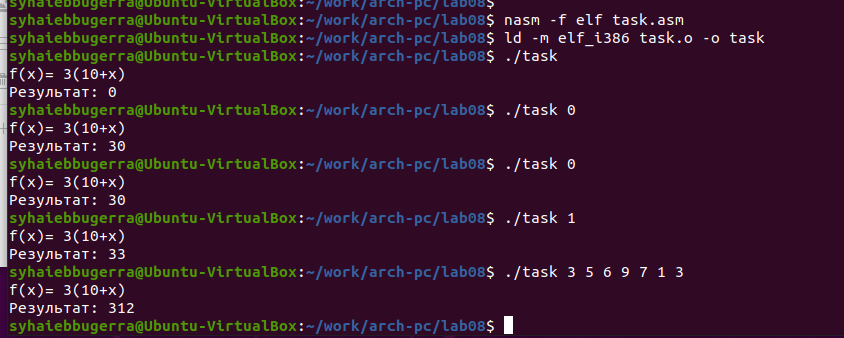 syhaiebbugerra@Ubuntu-VirtualBox:~/work/arch-pc/lab08$
syhaiebbugerra@Ubuntu-VirtualBox:~/work/arch-pc/lab08$ nasm -f elf task.asm
syhaiebbugerra@Ubuntu-VirtualBox:~/work/arch-pc/lab08$ ld -m elf_i386 task.o -o task
syhaiebbugerra@Ubuntu-VirtualBox:~/work/arch-pc/lab08$ ./task
f(x)= 3(10+x)
Результат: 0
syhaiebbugerra@Ubuntu-VirtualBox:~/work/arch-pc/lab08$ ./task 0
f(x)= 3(10+x)
Результат: 30
syhaiebbugerra@Ubuntu-VirtualBox:~/work/arch-pc/lab08$ ./task 0
f(x)= 3(10+x)
Результат: 30
syhaiebbugerra@Ubuntu-VirtualBox:~/work/arch-pc/lab08$ ./task 1
f(x)= 3(10+x)
Результат: 33
syhaiebbugerra@Ubuntu-VirtualBox:~/work/arch-pc/lab08$ ./task 3 5 6 9 7 1 3
f(x)= 3(10+x)
Результат: 312
syhaiebbugerra@Ubuntu-VirtualBox:~/work/arch-pc/lab08$